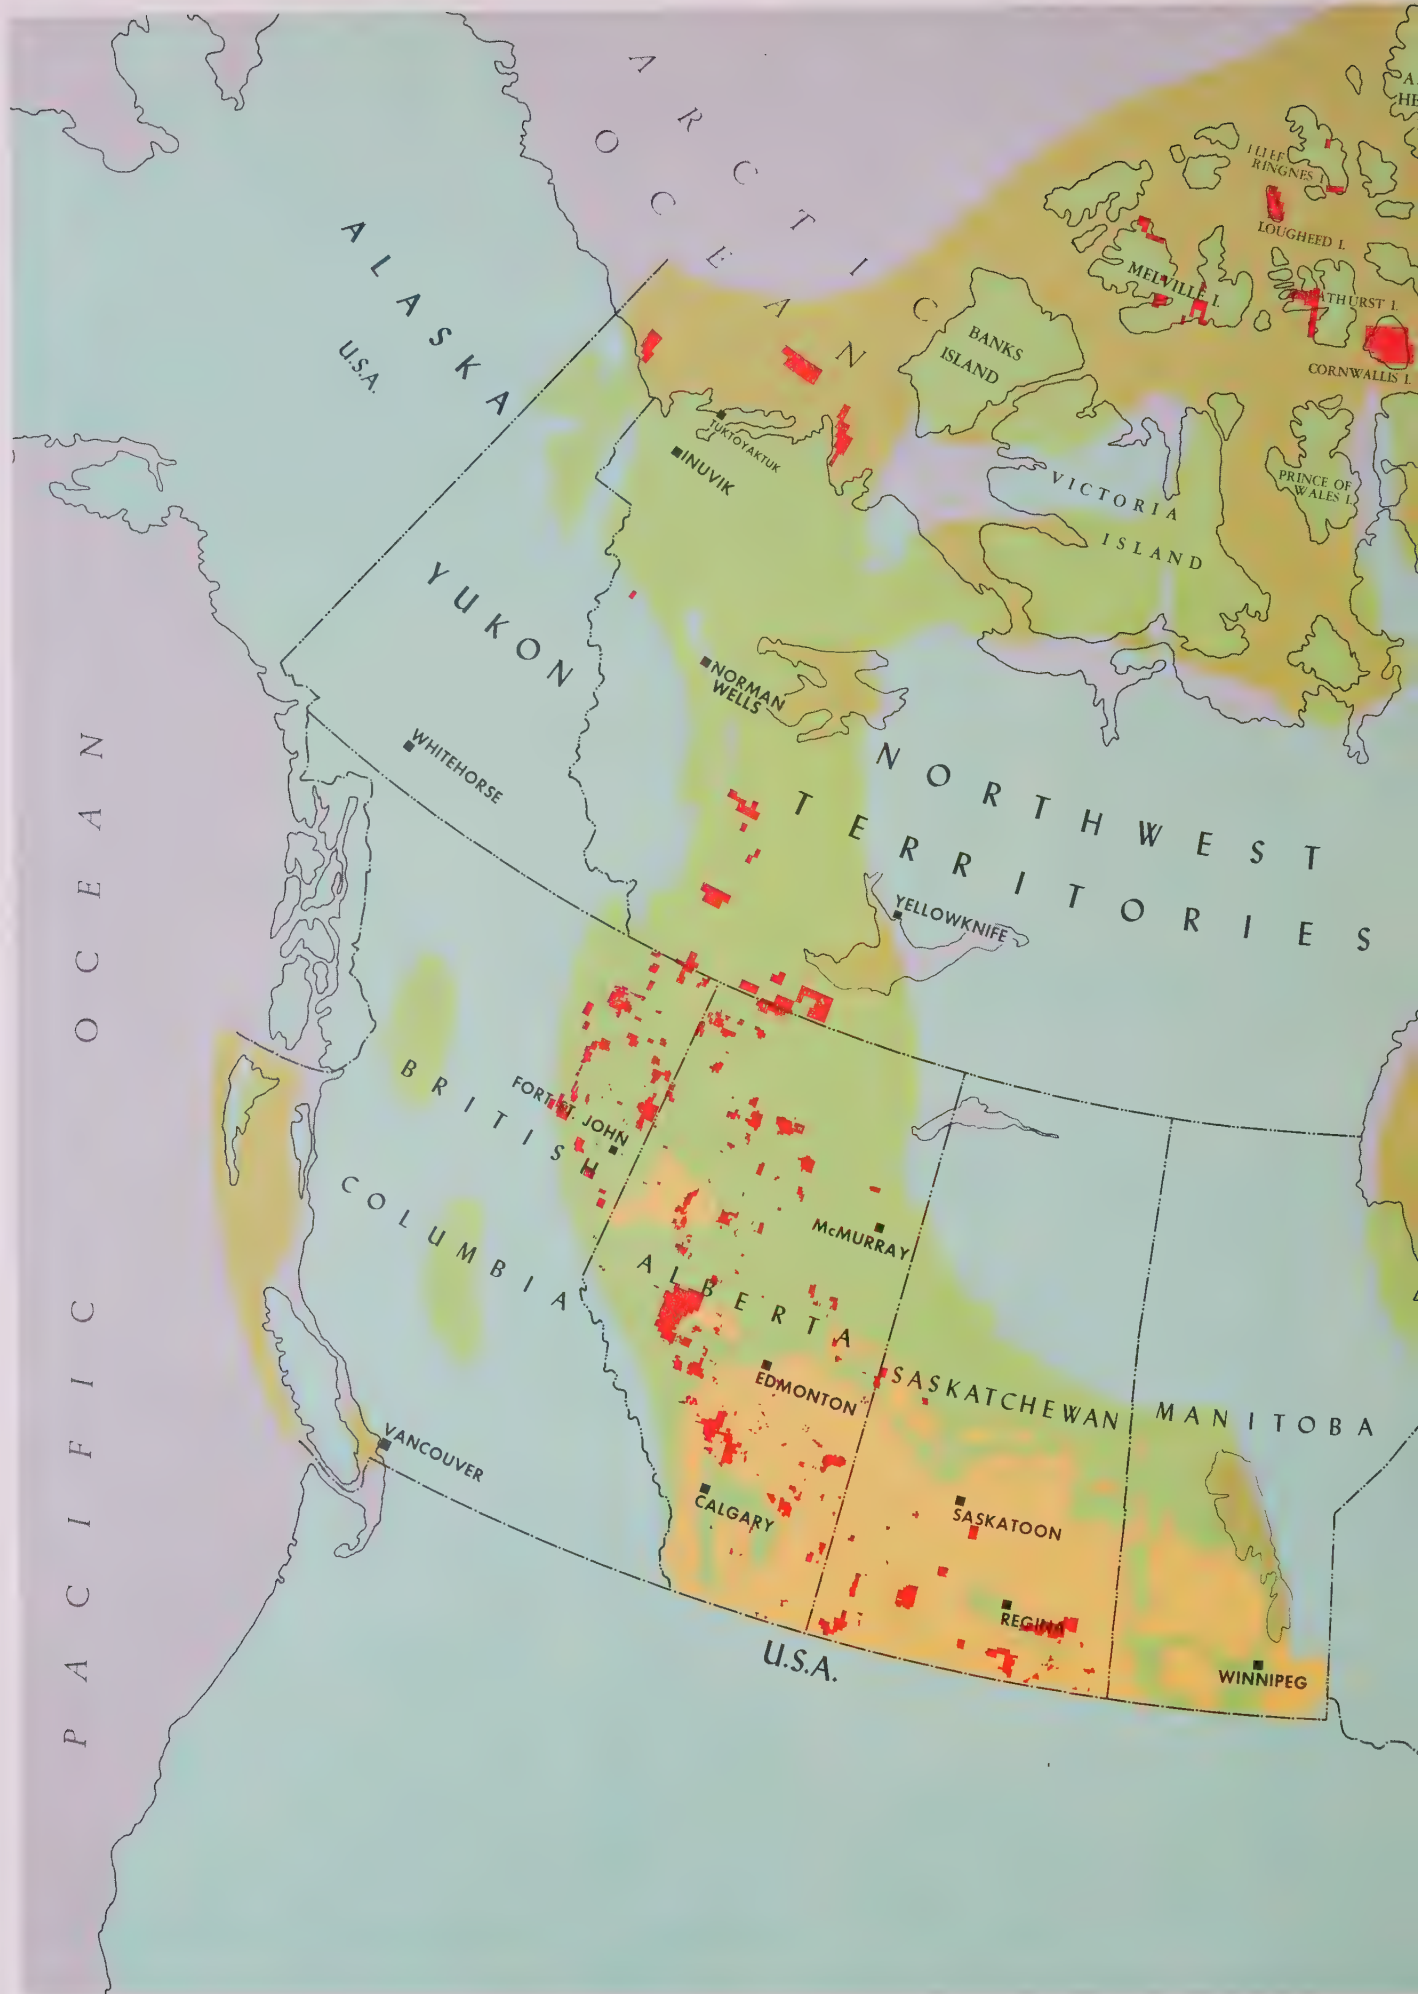 ARCTIC
OCEAN
ALASKA
U.S.A.
RINGNES I.
LOUGHEED I.
MELVILLE I.
BATHURST I.
CORNWALLIS I.
BANKS
ISLAND
TUKTOYAKTUK
INUVIK
VICTORIA
ISLAND
PRINCE OF
WALES I.
YUKON
NORMAN
WELLS
WHITEHORSE
NORTHWEST
TERRITORIES
YELLOWKNIFE
PACIFIC OCEAN
BRITISH
COLUMBIA
FORT ST. JOHN
McMURRAY
ALBERTA
EDMONTON
SASKATCHEWAN
MANITOBA
VANCOUVER
CALGARY
SASKATOON
REGINA
WINNIPEG
U.S.A.